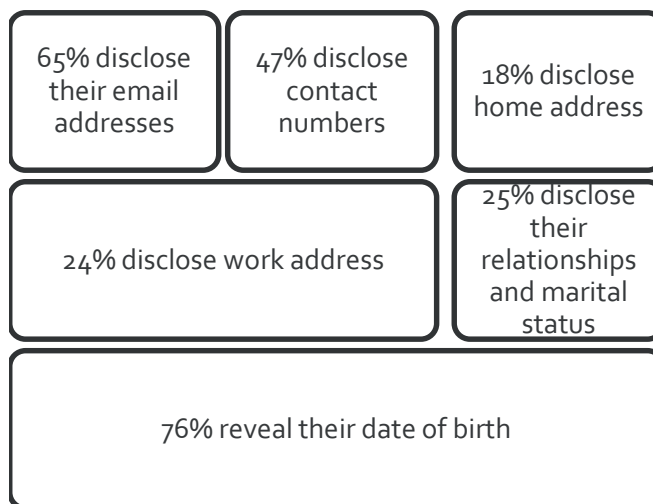 65% disclose
their email
addresses
47% disclose
contact
numbers
18% disclose
home address
24% disclose work address
25% disclose
their
relationships
and marital
status
76% reveal their date of birth